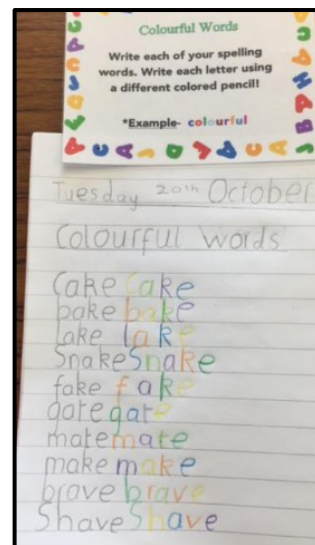 Colourful Words
Write each of your spelling
words. Write each letter using
a different colored pencil!
*Example- colourful
Tuesday 20th October
Colourful Words
Cake Cake
bake bake
lake lake
Snake Snake
fake fake
gate gate
mate mate
make make
brave brave
Shave Shave